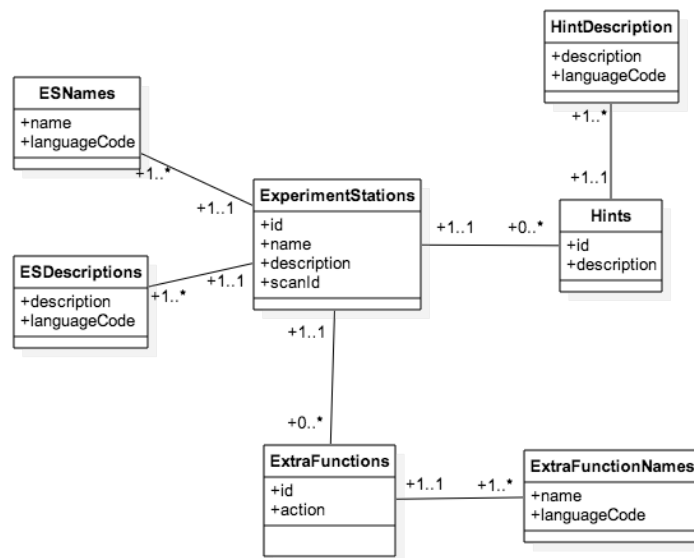 HintDescription
+description
+languageCode
ESNames
+name
+languageCode
+1..*
+1..*
+1..1
+1..1
ExperimentStations
+id
+name
+description
+scanId
+1..1
+0..*
Hints
+id
+description
ESDescriptions
+description
+languageCode
+1..1
+1..*
+1..1
+0..*
ExtraFunctions
+id
+action
+1..1
+1..*
ExtraFunctionNames
+name
+languageCode